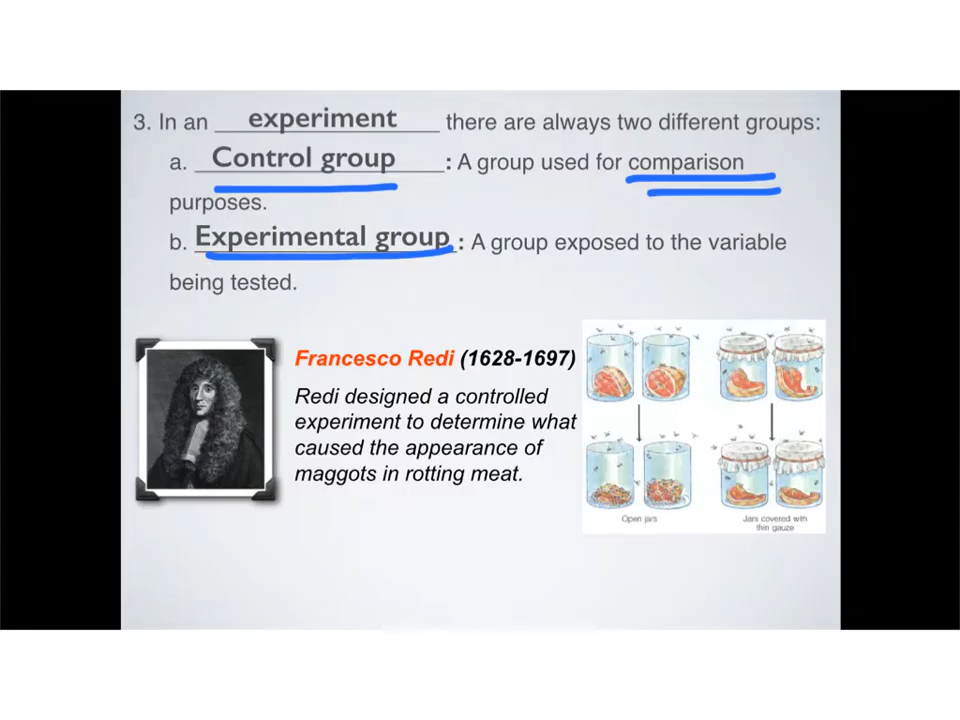 3. In an experiment there are always two different groups:
a. Control group : A group used for comparison
purposes.
b. Experimental group : A group exposed to the variable
being tested.
Francesco Redi (1628-1697)
Redi designed a controlled
experiment to determine what
caused the appearance of
maggots in rotting meat.
Open jars
Jars covered with
thin gauze